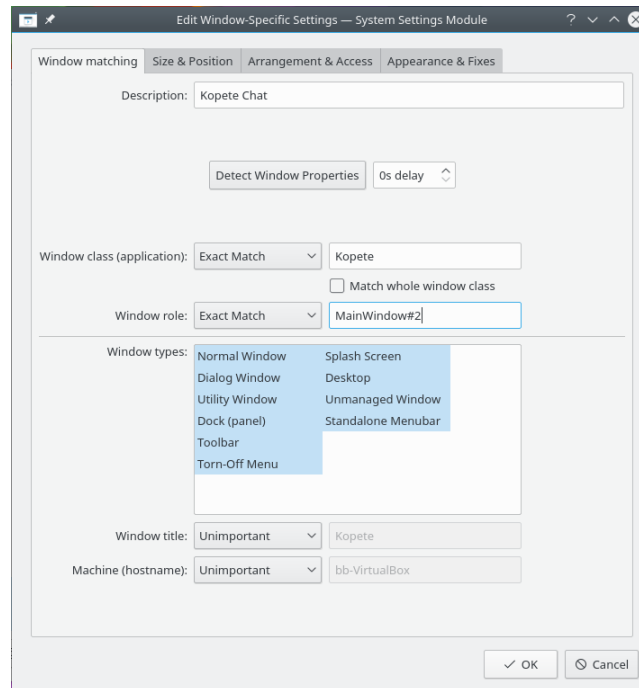 Edit Window-Specific Settings — System Settings Module
Window matching Size & Position Arrangement & Access Appearance & Fixes
Description: Kopete Chat
Detect Window Properties 0s delay
Window class (application): Exact Match Kopete
Match whole window class
Window role: Exact Match MainWindow#2
Window types: Normal Window Splash Screen
Dialog Window Desktop
Utility Window Unmanaged Window
Dock (panel) Standalone Menubar
Toolbar
Torn-Off Menu
Window title: Unimportant Kopete
Machine (hostname): Unimportant bb-VirtualBox
OK Cancel